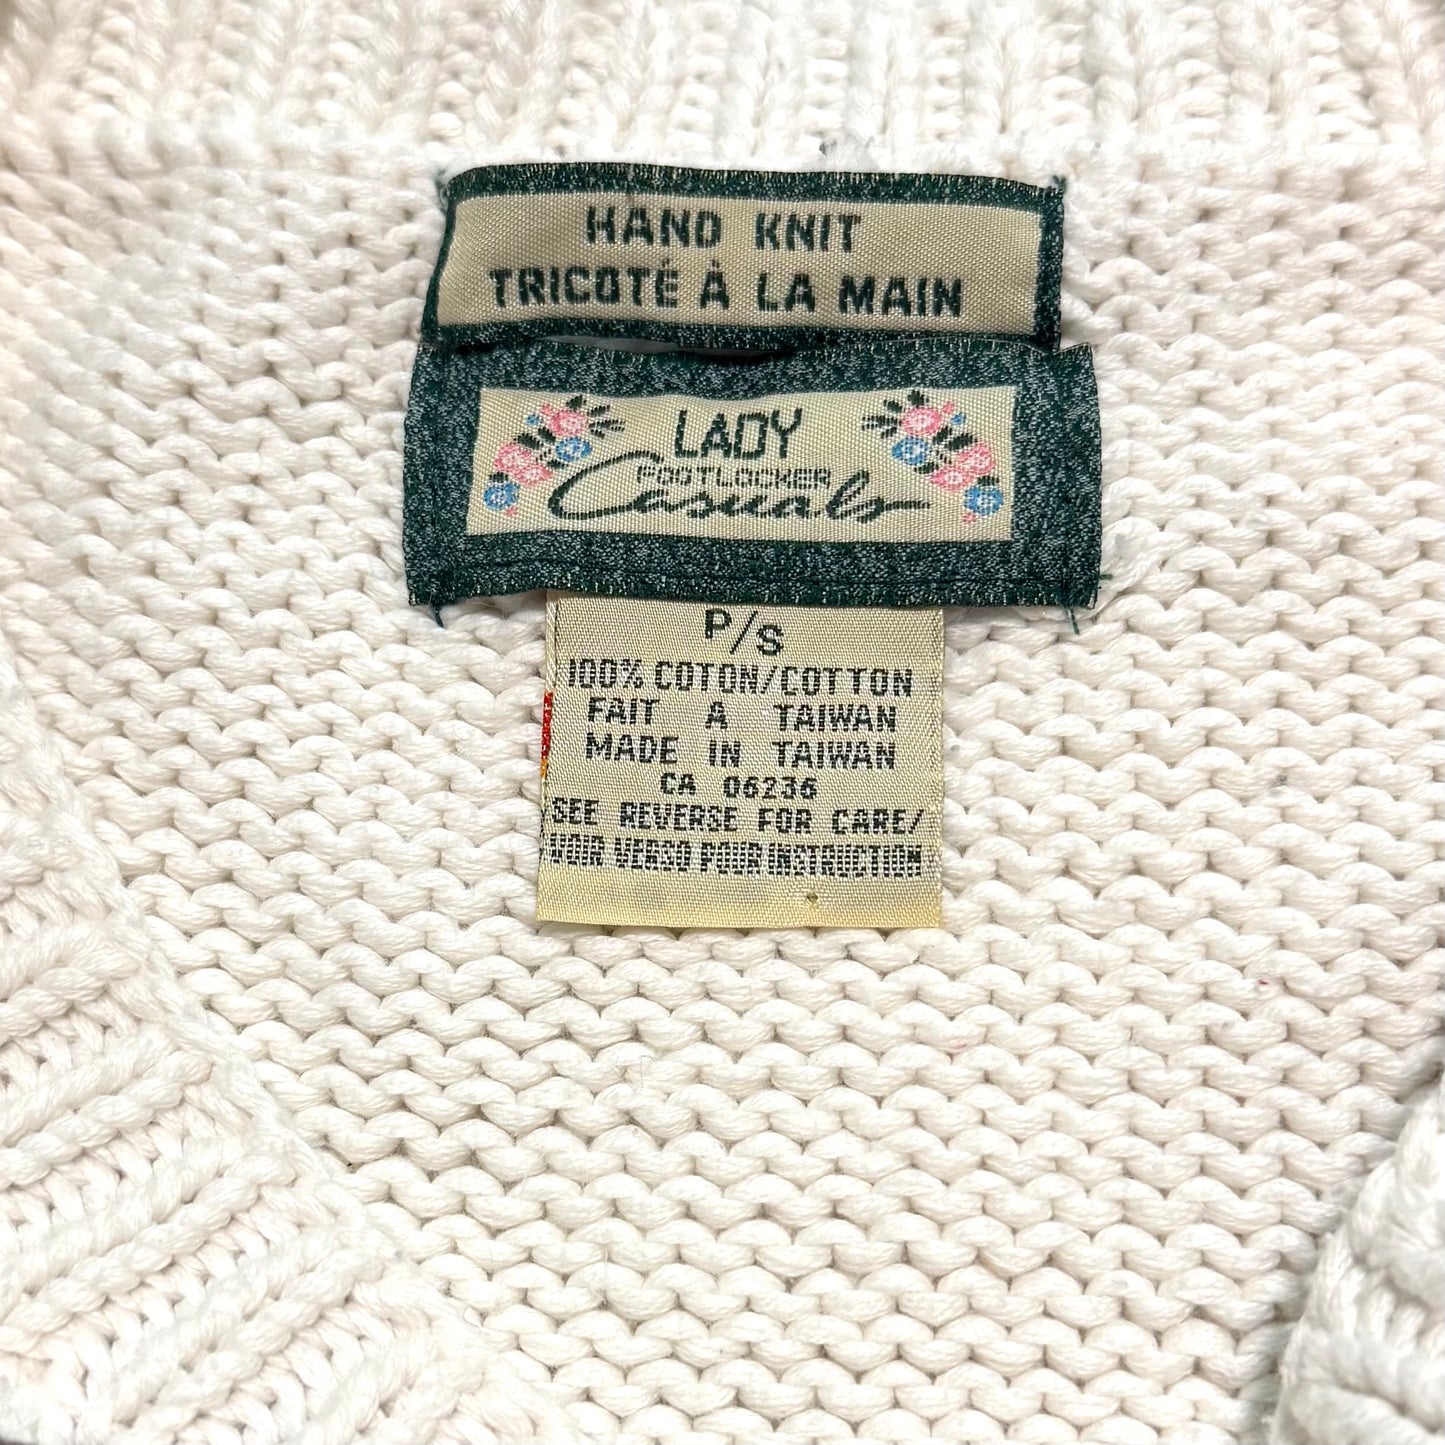 HAND KNIT
TRICOTÉ À LA MAIN
LADY
FOOTLOCKER
Casuals
P/S
100% COTON/COTTON
FAIT A TAIWAN
MADE IN TAIWAN
CA 06236
SEE REVERSE FOR CARE/
VOIR VERSO POUR INSTRUCTION